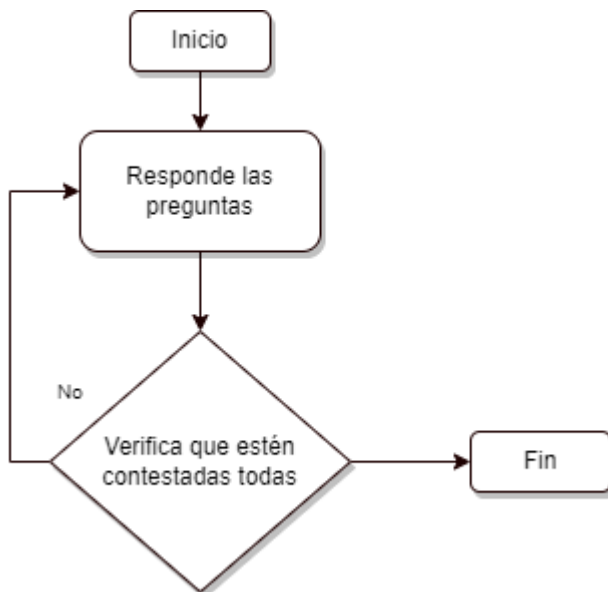 Inicio
Responde las
preguntas
No
Verifica que estén
contestadas todas
Fin